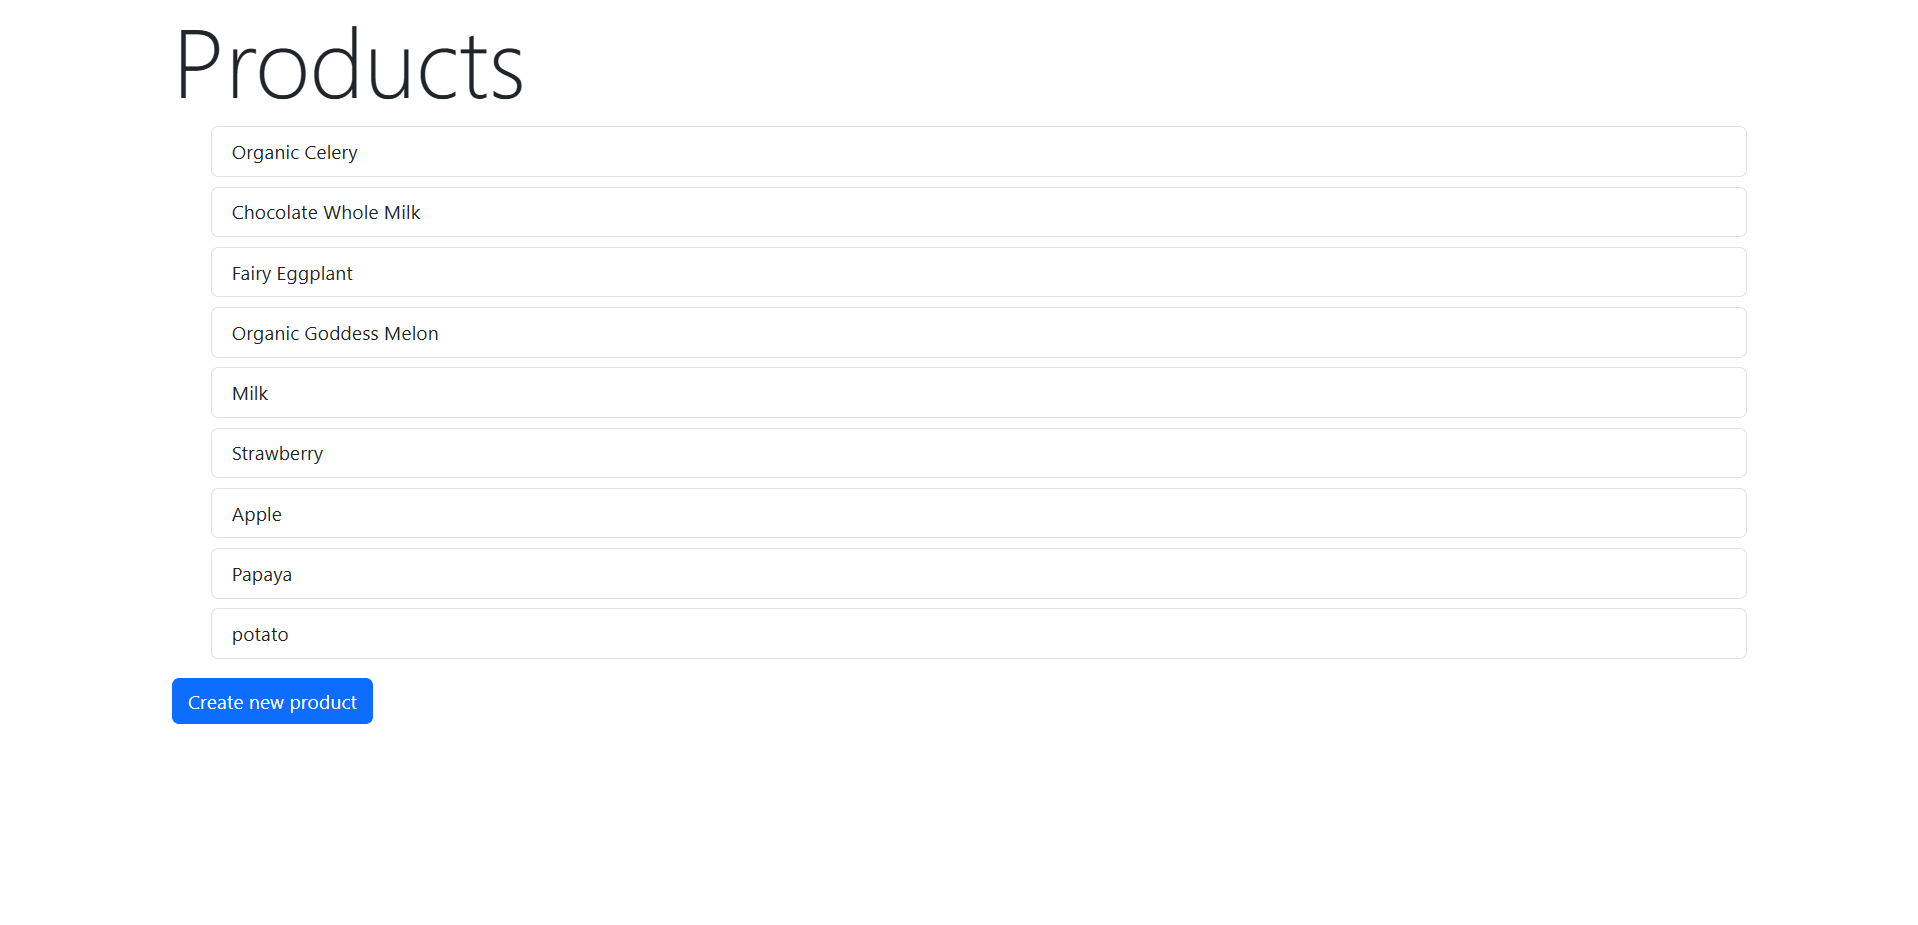 Products
Organic Celery
Chocolate Whole Milk
Fairy Eggplant
Organic Goddess Melon
Milk
Strawberry
Apple
Papaya
potato
Create new product